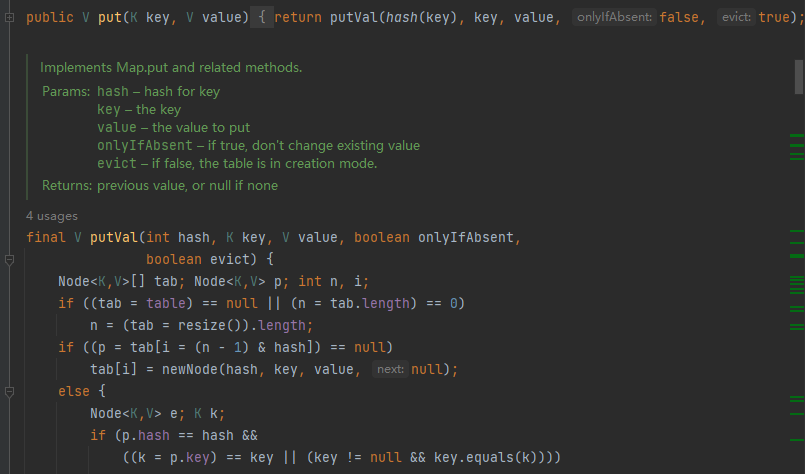 public V put(K key, V value) { return putVal(hash(key), key, value, onlyIfAbsent: false, evict: true);
Implements Map.put and related methods.
Params: hash – hash for key
key – the key
value – the value to put
onlyIfAbsent – if true, don't change existing value
evict – if false, the table is in creation mode.
Returns: previous value, or null if none
4 usages
final V putVal(int hash, K key, V value, boolean onlyIfAbsent,
boolean evict) {
Node<K,V>[] tab; Node<K,V> p; int n, i;
if ((tab = table) == null || (n = tab.length) == 0)
n = (tab = resize()).length;
if ((p = tab[i = (n - 1) & hash]) == null)
tab[i] = newNode(hash, key, value, next: null);
else {
Node<K,V> e; K k;
if (p.hash == hash &&
((k = p.key) == key || (key != null && key.equals(k))))